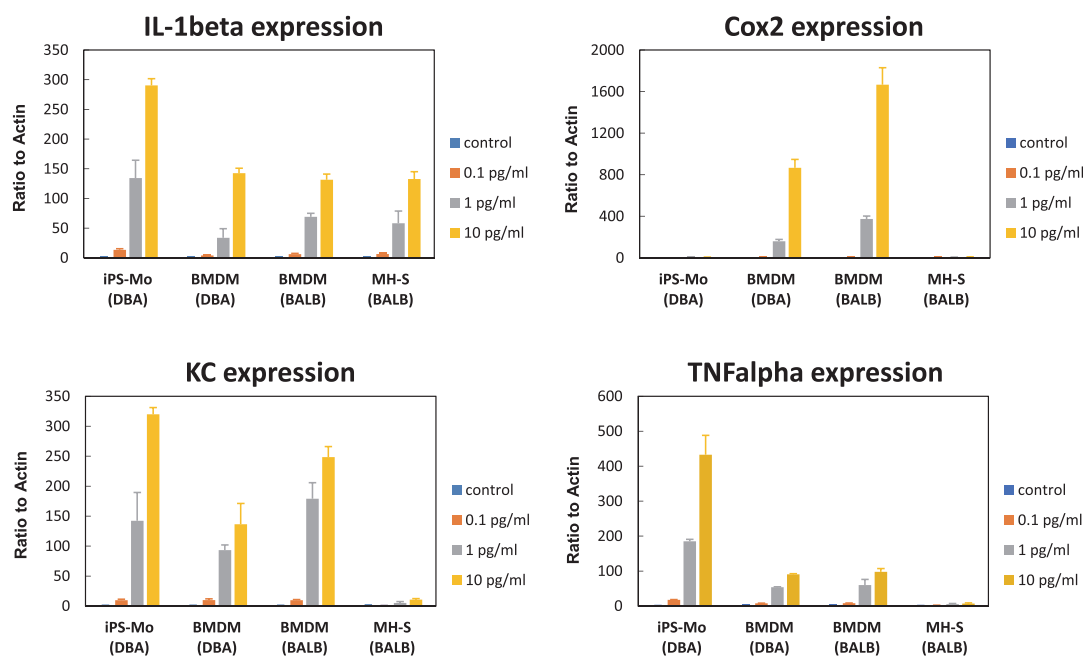 IL-1beta expression
Ratio to Actin
350
300
250
200
150
100
50
0
iPS-Mo
(DBA)
BMDM
(DBA)
BMDM
(BALB)
MH-S
(BALB)
control
0.1 pg/ml
1 pg/ml
10 pg/ml
Cox2 expression
Ratio to Actin
2000
1600
1200
800
400
0
iPS-Mo
(DBA)
BMDM
(DBA)
BMDM
(BALB)
MH-S
(BALB)
control
0.1 pg/ml
1 pg/ml
10 pg/ml
KC expression
Ratio to Actin
350
300
250
200
150
100
50
0
iPS-Mo
(DBA)
BMDM
(DBA)
BMDM
(BALB)
MH-S
(BALB)
control
0.1 pg/ml
1 pg/ml
10 pg/ml
TNFalpha expression
Ratio to Actin
600
500
400
300
200
100
0
iPS-Mo
(DBA)
BMDM
(DBA)
BMDM
(BALB)
MH-S
(BALB)
control
0.1 pg/ml
1 pg/ml
10 pg/ml